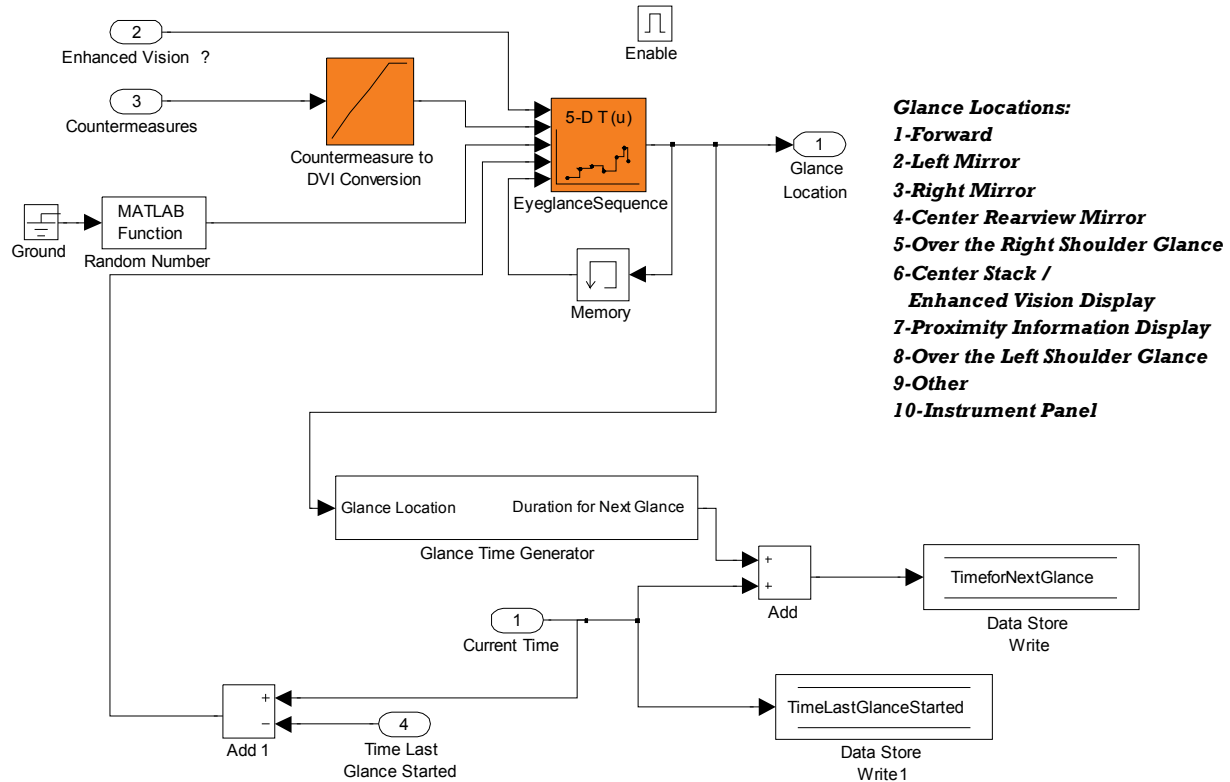 2
Enhanced Vision ?
3
Countermeasures
Countermeasure to
DVI Conversion
Enable
5-D T(u)
EyeglanceSequence
1
Glance
Location
Ground
MATLAB
Function
Random Number
Memory
Glance Locations:
1-Forward
2-Left Mirror
3-Right Mirror
4-Center Rearview Mirror
5-Over the Right Shoulder Glance
6-Center Stack /
Enhanced Vision Display
7-Proximity Information Display
8-Over the Left Shoulder Glance
9-Other
10-Instrument Panel
Glance Location
Duration for Next Glance
Glance Time Generator
+
+
Add
TimeforNextGlance
Data Store
Write
1
Current Time
+
−
Add 1
4
Time Last
Glance Started
TimeLastGlanceStarted
Data Store
Write1